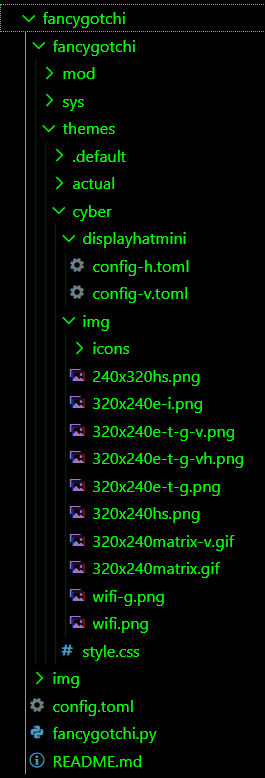 fancygotchi
fancygotchi
mod
sys
themes
.default
actual
cyber
displayhatmini
config-h.toml
config-v.toml
img
icons
240x320hs.png
320x240e-i.png
320x240e-t-g-v.png
320x240e-t-g-vh.png
320x240e-t-g.png
320x240hs.png
320x240matrix-v.gif
320x240matrix.gif
wifi-g.png
wifi.png
style.css
img
config.toml
fancygotchi.py
README.md